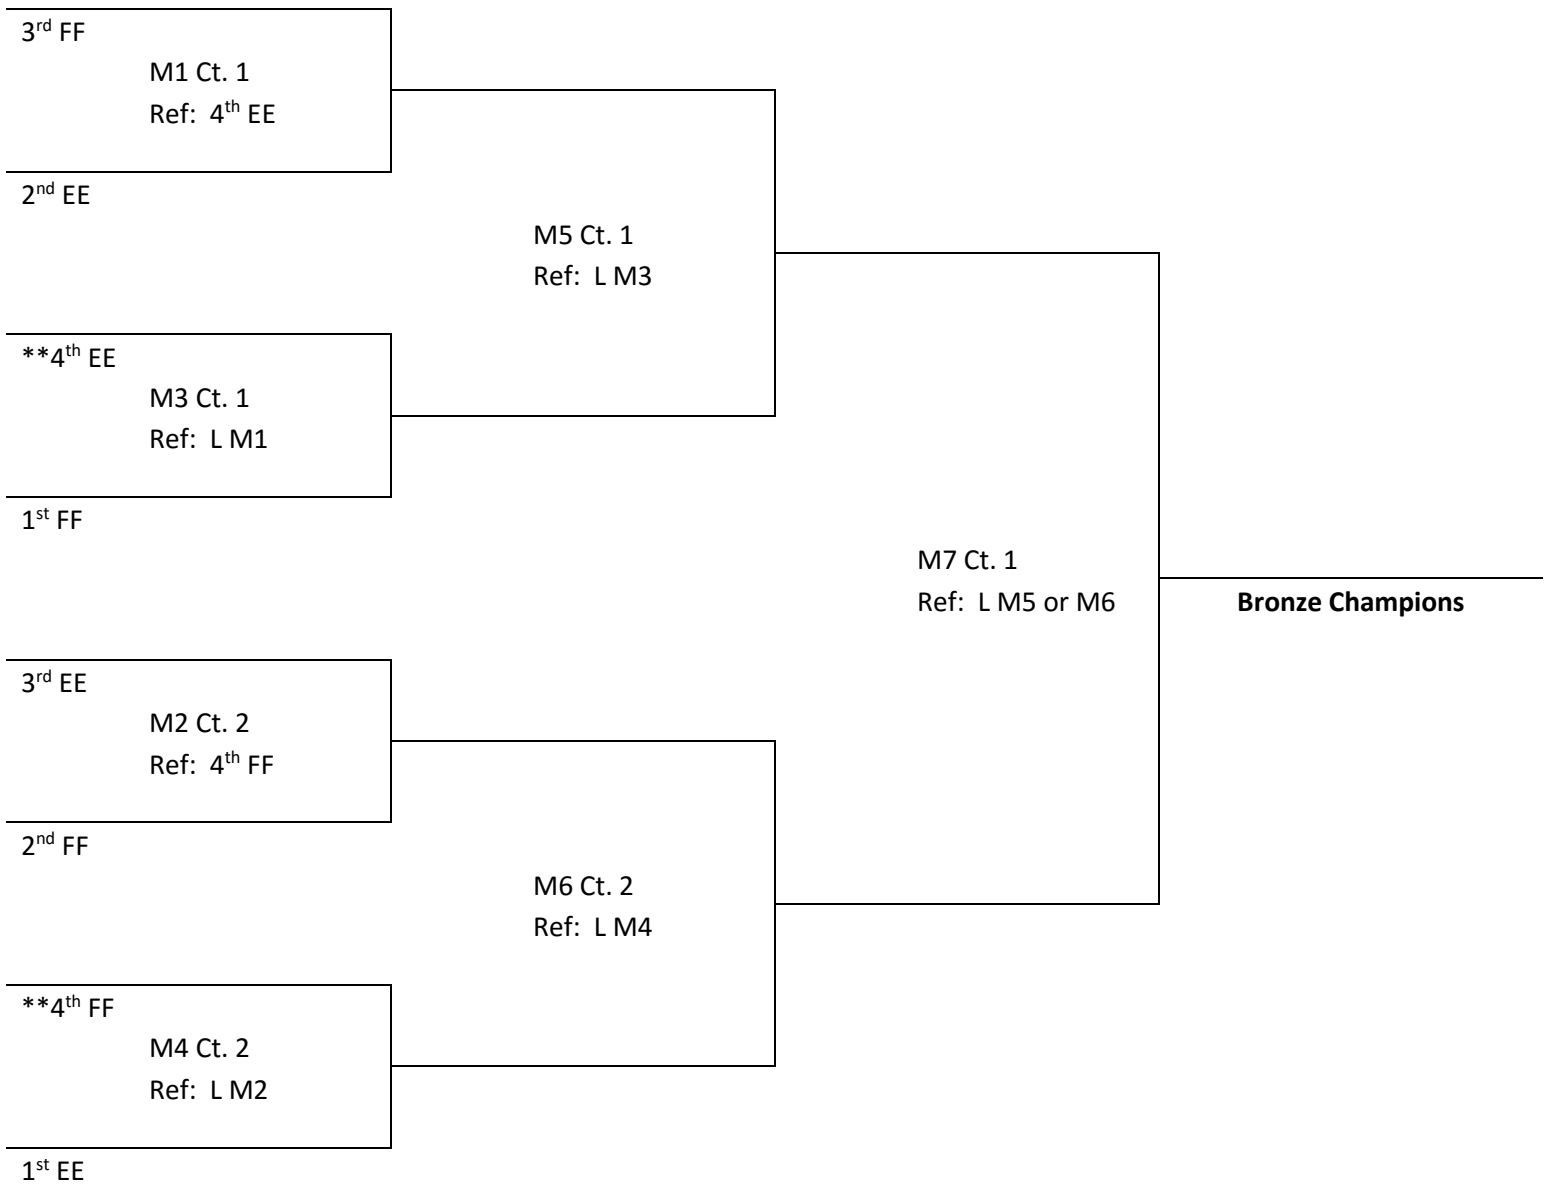 3rd FF
M1 Ct. 1
Ref: 4th EE
2nd EE
M5 Ct. 1
Ref: L M3
**4th EE
M3 Ct. 1
Ref: L M1
1st FF
M7 Ct. 1
Ref: L M5 or M6
Bronze Champions
3rd EE
M2 Ct. 2
Ref: 4th FF
2nd FF
M6 Ct. 2
Ref: L M4
**4th FF
M4 Ct. 2
Ref: L M2
1st EE